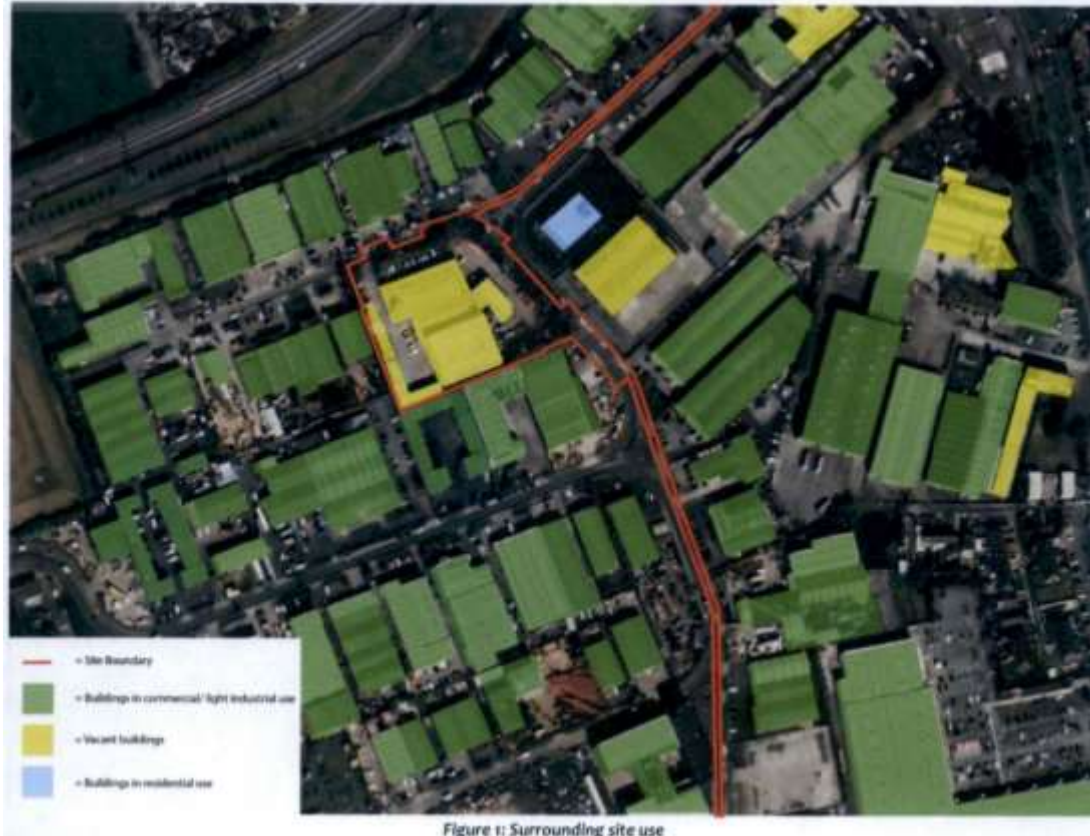 = Site Boundary
= Buildings in commercial/ light industrial use
= Vacant buildings
= Buildings in residential use
Figure 1: Surrounding site use